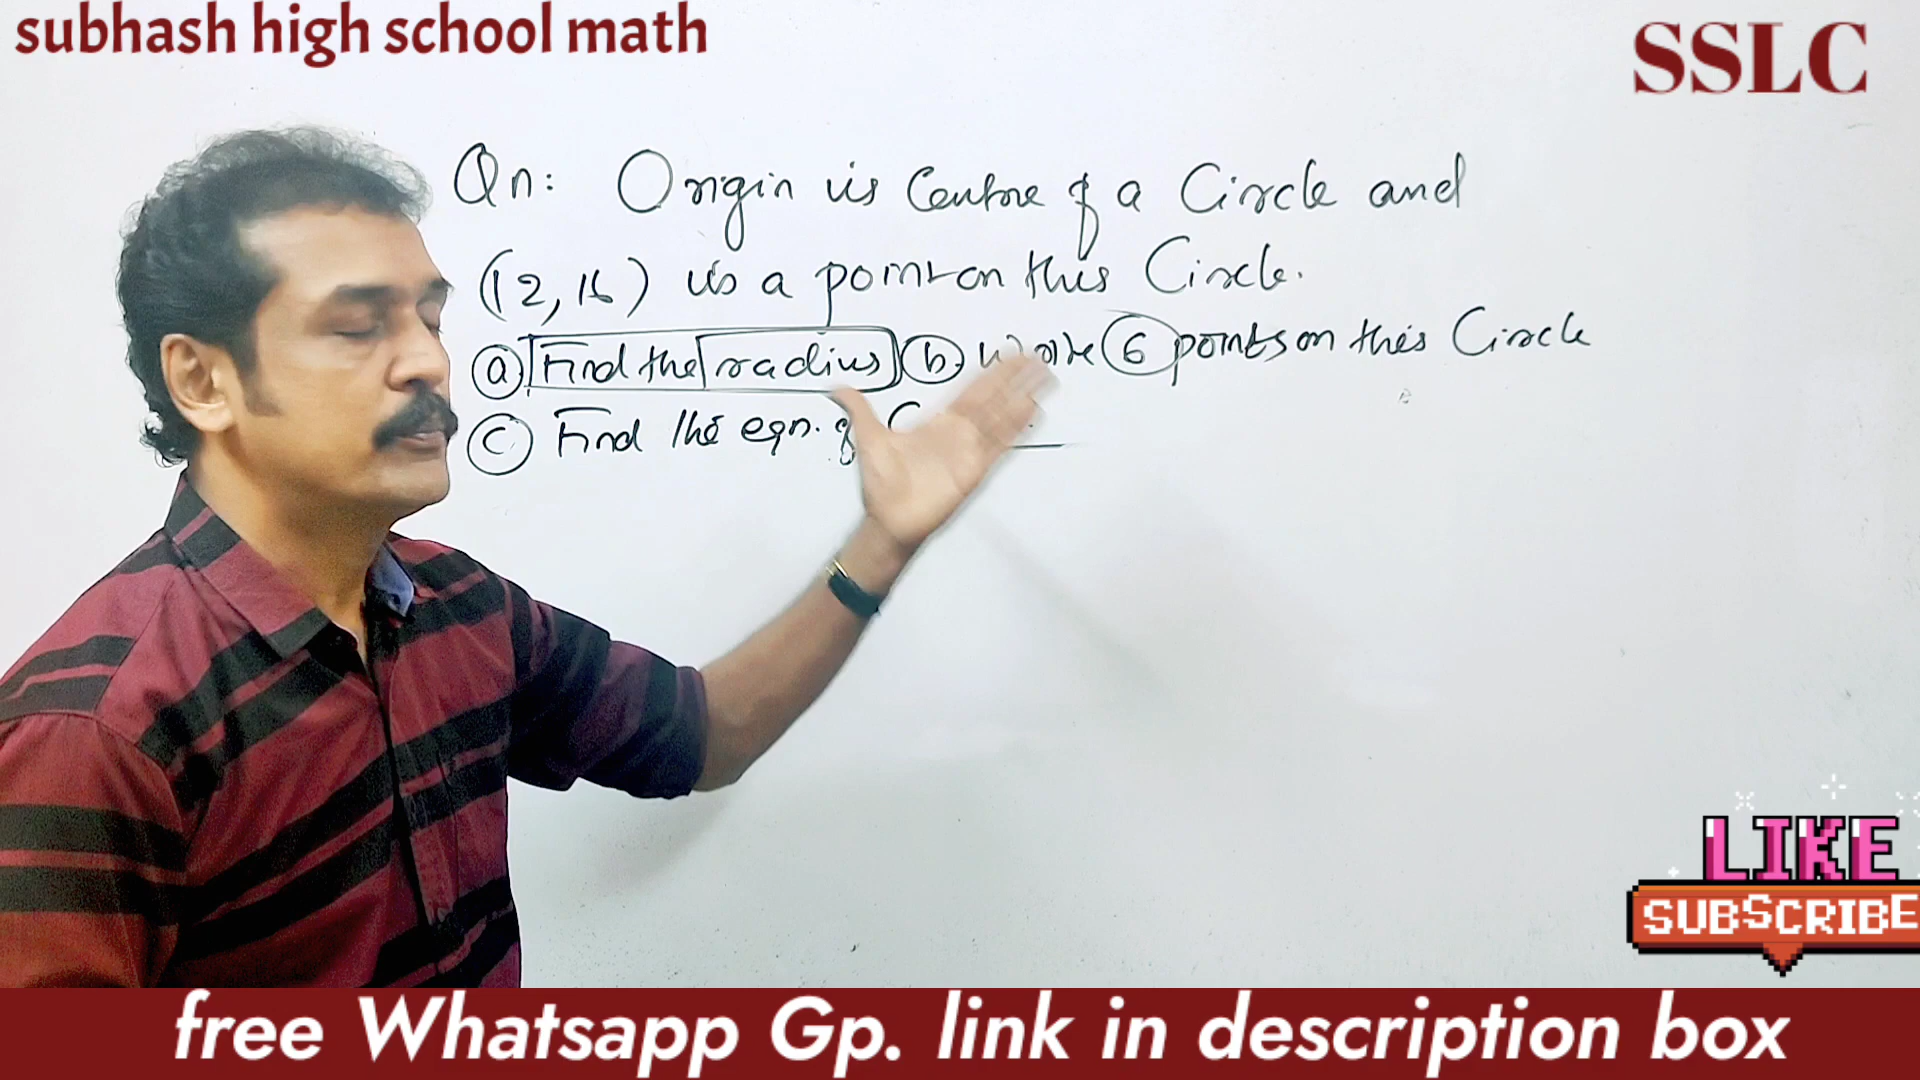 subhash high school math
SSLC
Qn: Origin is Centre of a Circle and
(12, 16) is a point on this Circle.
(a) Find the radius (b) Write 6 points on this Circle
(c) Find the eqn. of
LIKE
SUBSCRIBE
free Whatsapp Gp. link in description box